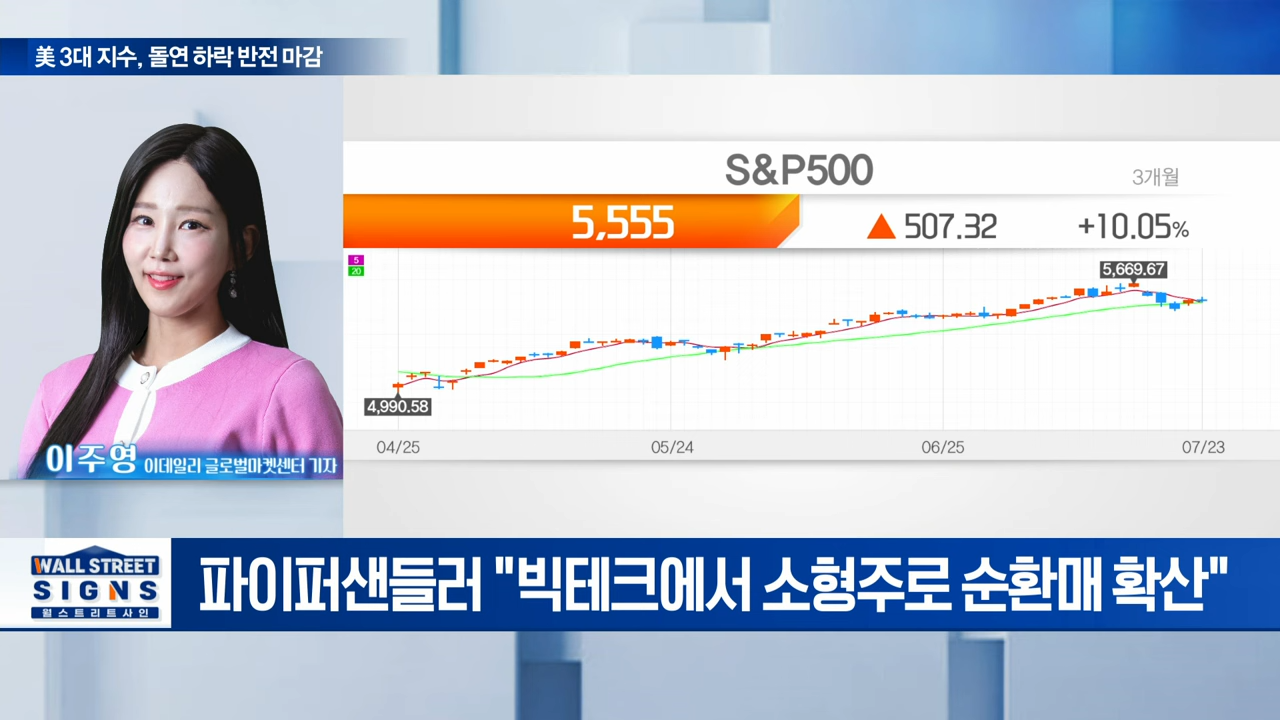 美 3대 지수, 돌연 하락 반전 마감
S&P500
3개월
5,555
▲ 507.32
+10.05%
5
20
5,669.67
4,990.58
04/25
05/24
06/25
07/23
이주영 이데일리 글로벌마켓센터 기자
WALL STREET
SIGNS
월스트리트사인
파이퍼샌들러 "빅테크에서 소형주로 순환매 확산"